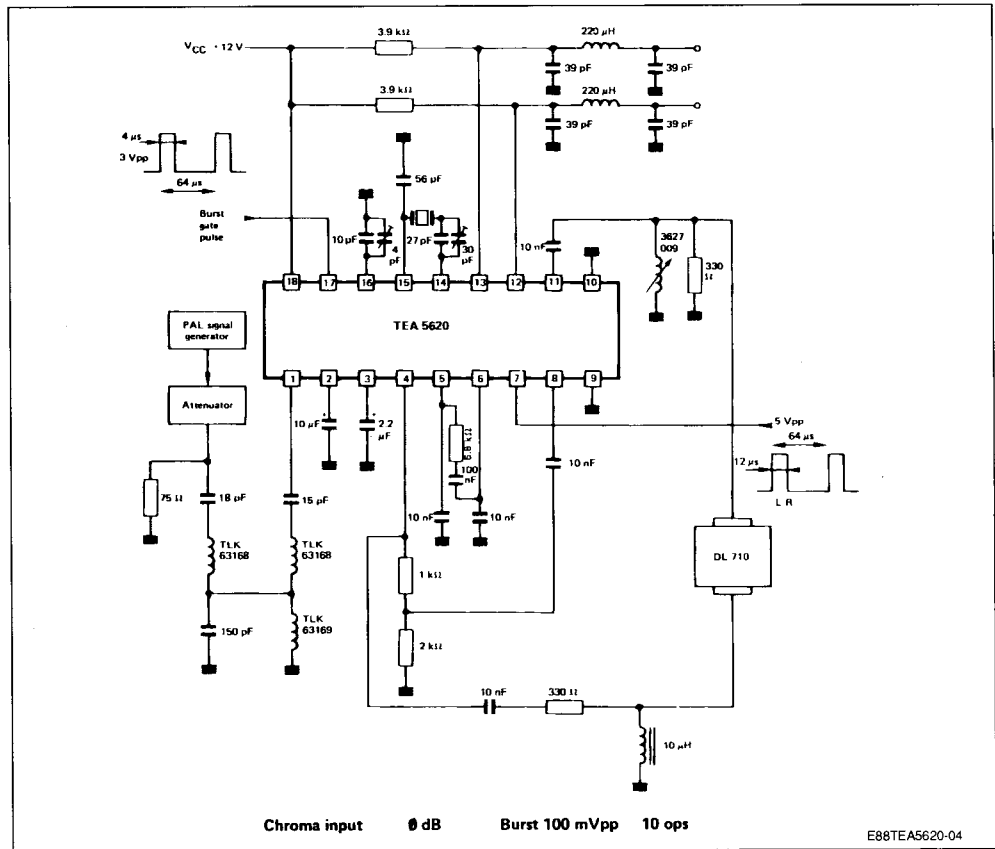 3.9 kΩ
220 µH
VCC · 12 V
39 pF
39 pF
3.9 kΩ
220 µH
4 µs
3 Vpp
39 pF
39 pF
64 µs
56 pF
Burst
gate
pulse
10 pF
4
pF
27 pF
30
pF
10 nF
3627
009
330
Ω
18
17
16
15
14
13
12
11
10
PAL signal
generator
TEA 5620
1
2
3
4
5
6
7
8
9
Attenuator
10 µF
+
2.2
µF
+
6.8 kΩ
100
nF
5 Vpp
64 µs
12 µs
10 nF
L R
75 Ω
18 pF
15 pF
10 nF
10 nF
TLK
63168
TLK
63168
1 kΩ
DL 710
150 pF
TLK
63169
2 kΩ
10 nF
330 Ω
10 µH
Chroma input 0 dB Burst 100 mVpp 10 ops
E88TEA5620-04